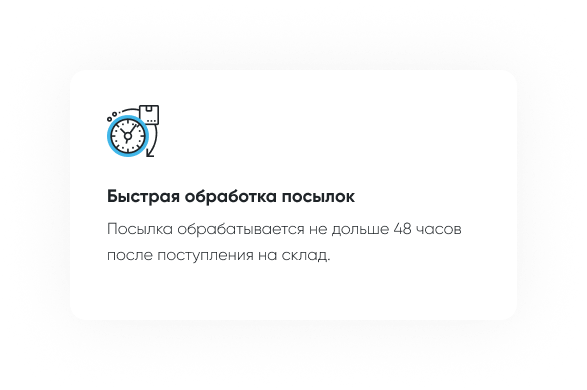 Быстрая обработка посылок
Посылка обрабатывается не дольше 48 часов
после поступления на склад.